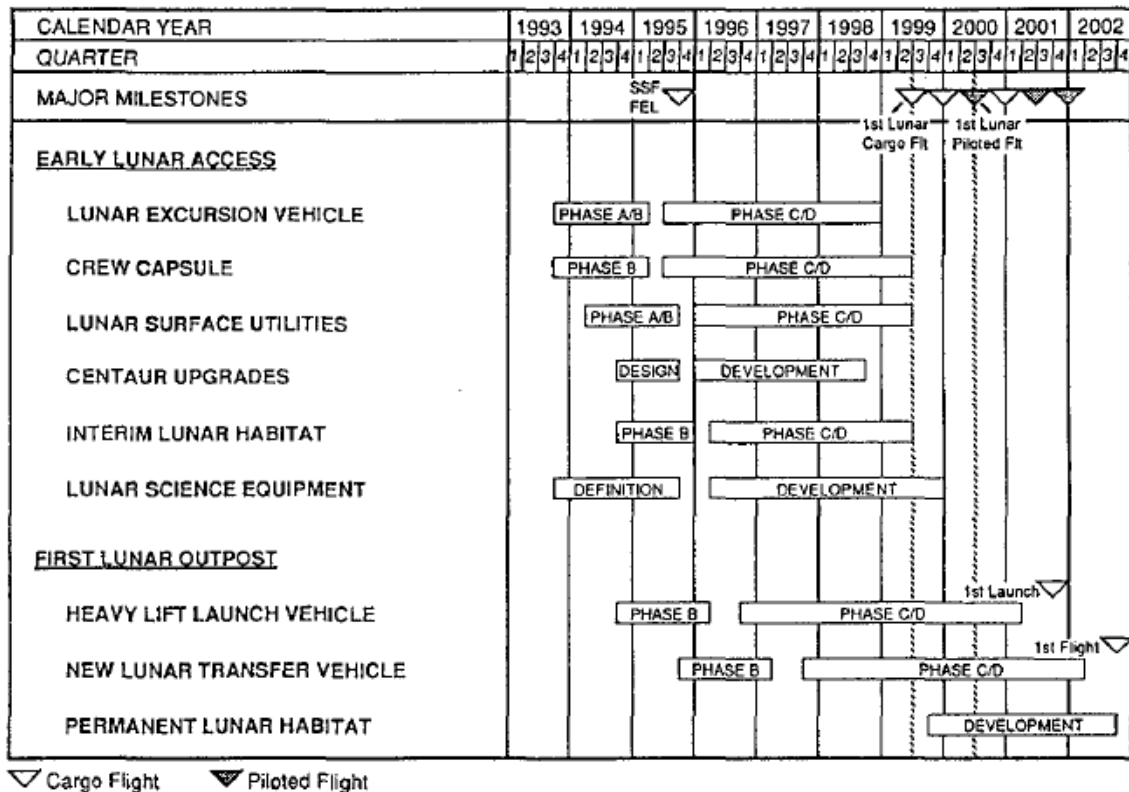 CALENDAR YEAR 1993 1994 1995 1996 1997 1998 1999 2000 2001 2002
QUARTER 1 2 3 4 1 2 3 4 1 2 3 4 1 2 3 4 1 2 3 4 1 2 3 4 1 2 3 4 1 2 3 4 1 2 3 4 1 2 3 4
MAJOR MILESTONES SSF
FEL
1st Lunar 1st Lunar
Cargo Flt Piloted Flt
EARLY LUNAR ACCESS
LUNAR EXCURSION VEHICLE PHASE A/B PHASE C/D
CREW CAPSULE PHASE B PHASE C/D
LUNAR SURFACE UTILITIES PHASE A/B PHASE C/D
CENTAUR UPGRADES DESIGN DEVELOPMENT
INTERIM LUNAR HABITAT PHASE B PHASE C/D
LUNAR SCIENCE EQUIPMENT DEFINITION DEVELOPMENT
FIRST LUNAR OUTPOST
1st Launch
HEAVY LIFT LAUNCH VEHICLE PHASE B PHASE C/D
1st Flight
NEW LUNAR TRANSFER VEHICLE PHASE B PHASE C/D
PERMANENT LUNAR HABITAT DEVELOPMENT
Cargo Flight Piloted Flight